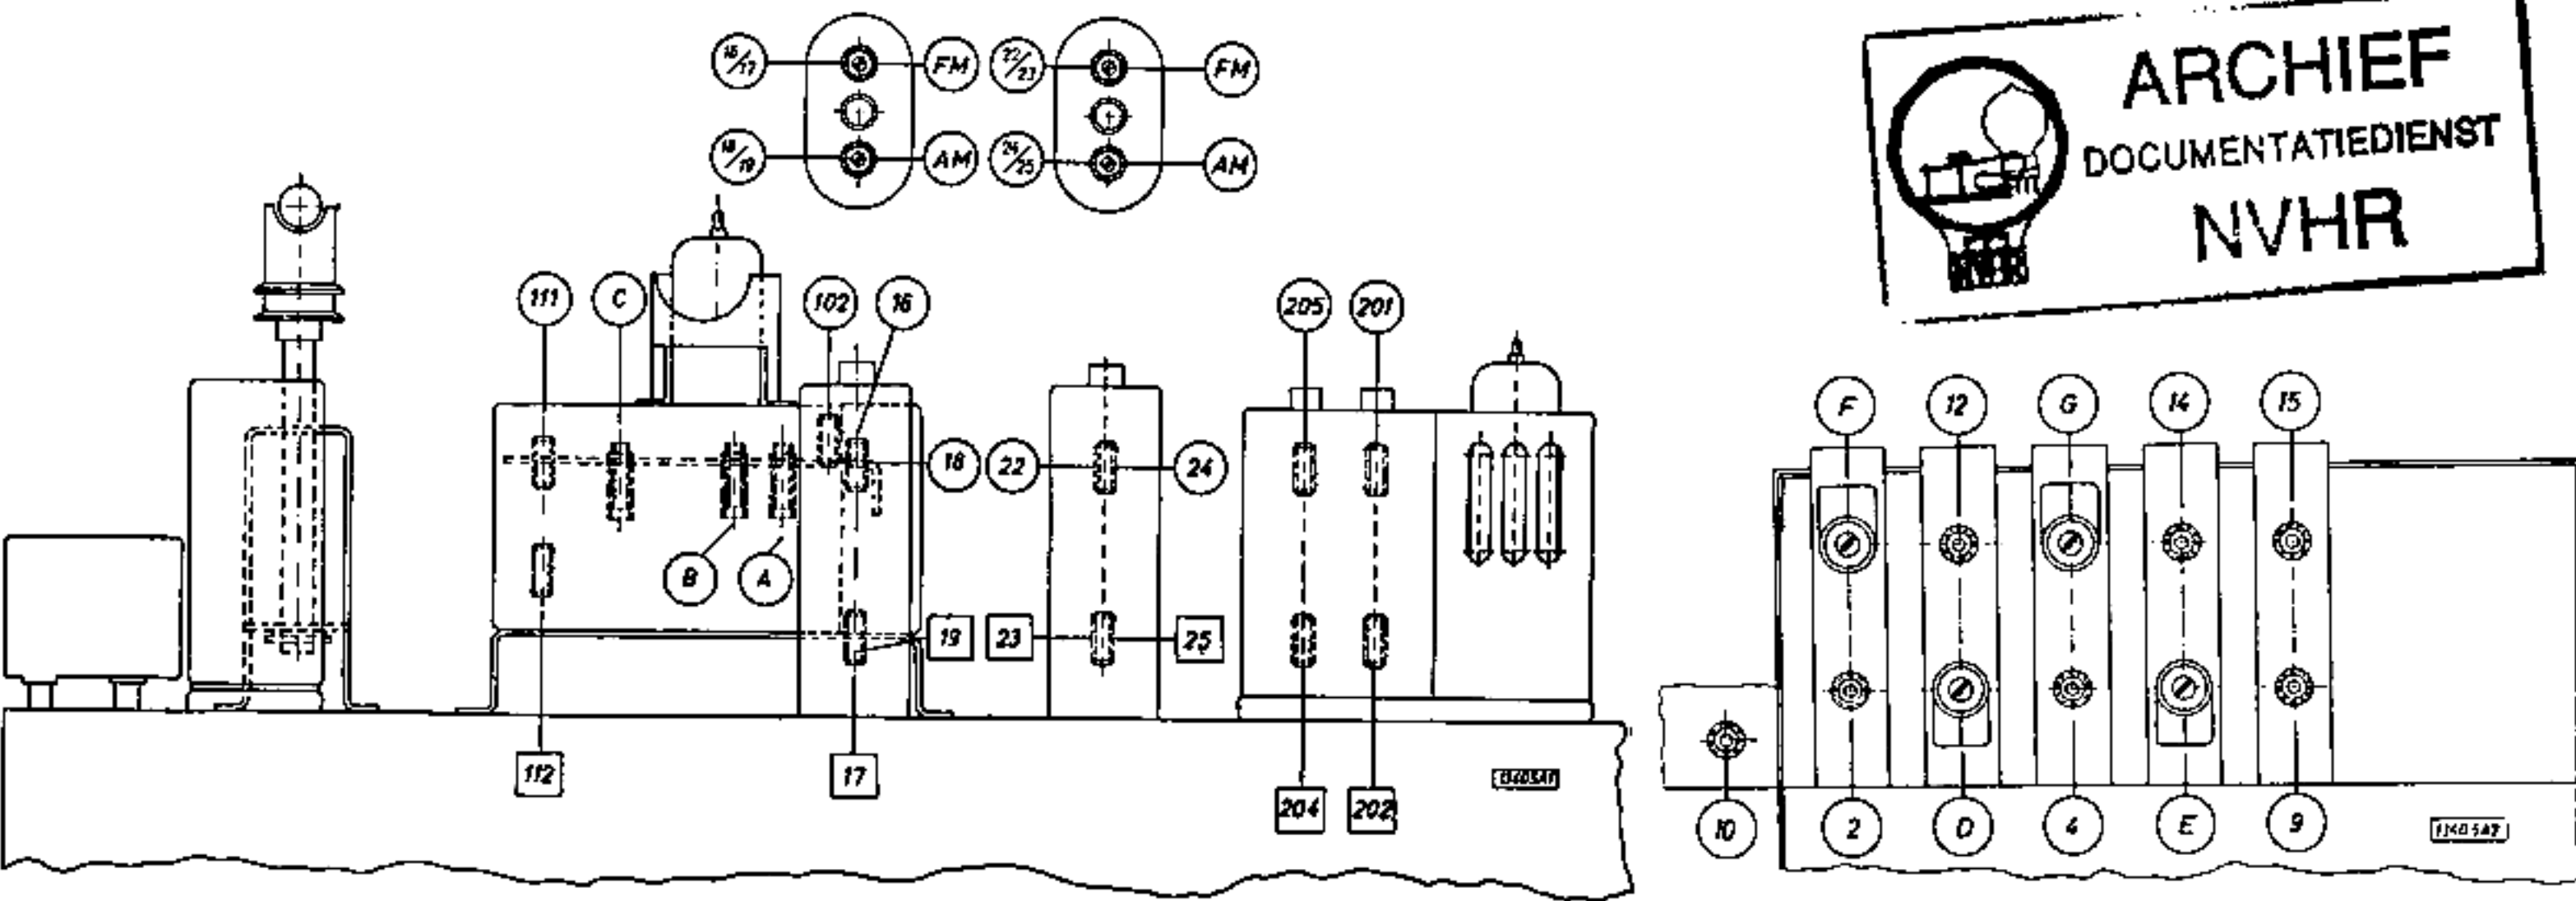 16/17 FM 22/23 FM
18/19 AM 24/25 AM
ARCHIEF
DOCUMENTATIEDIENST
NVHR
111 C 102 16 205 201
F 12 G 14 15
18 22 24
B A
19 23 25
112 17 204 202
10 2 D 4 E 9